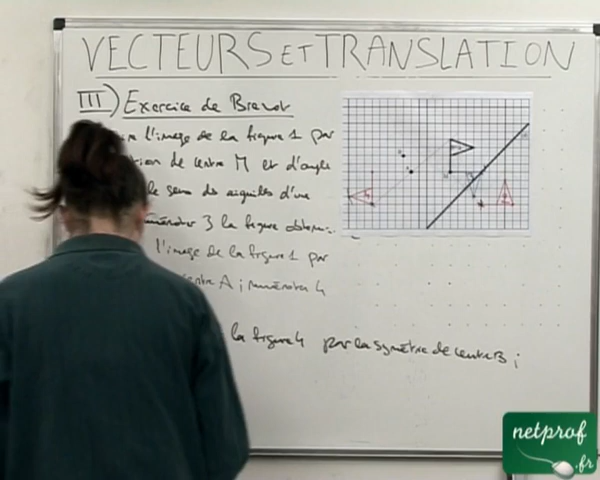 VECTEURS ET TRANSLATION
III) Exercice de Brevet
l'image de la figure 1 par
de centre M et d'angle
le sens des aiguilles d'une
3 la figure
l'image de la figure 1 par
centre A ; numéroter 4
la figure 4 par la symétrie de centre B ;
netprof
.fr